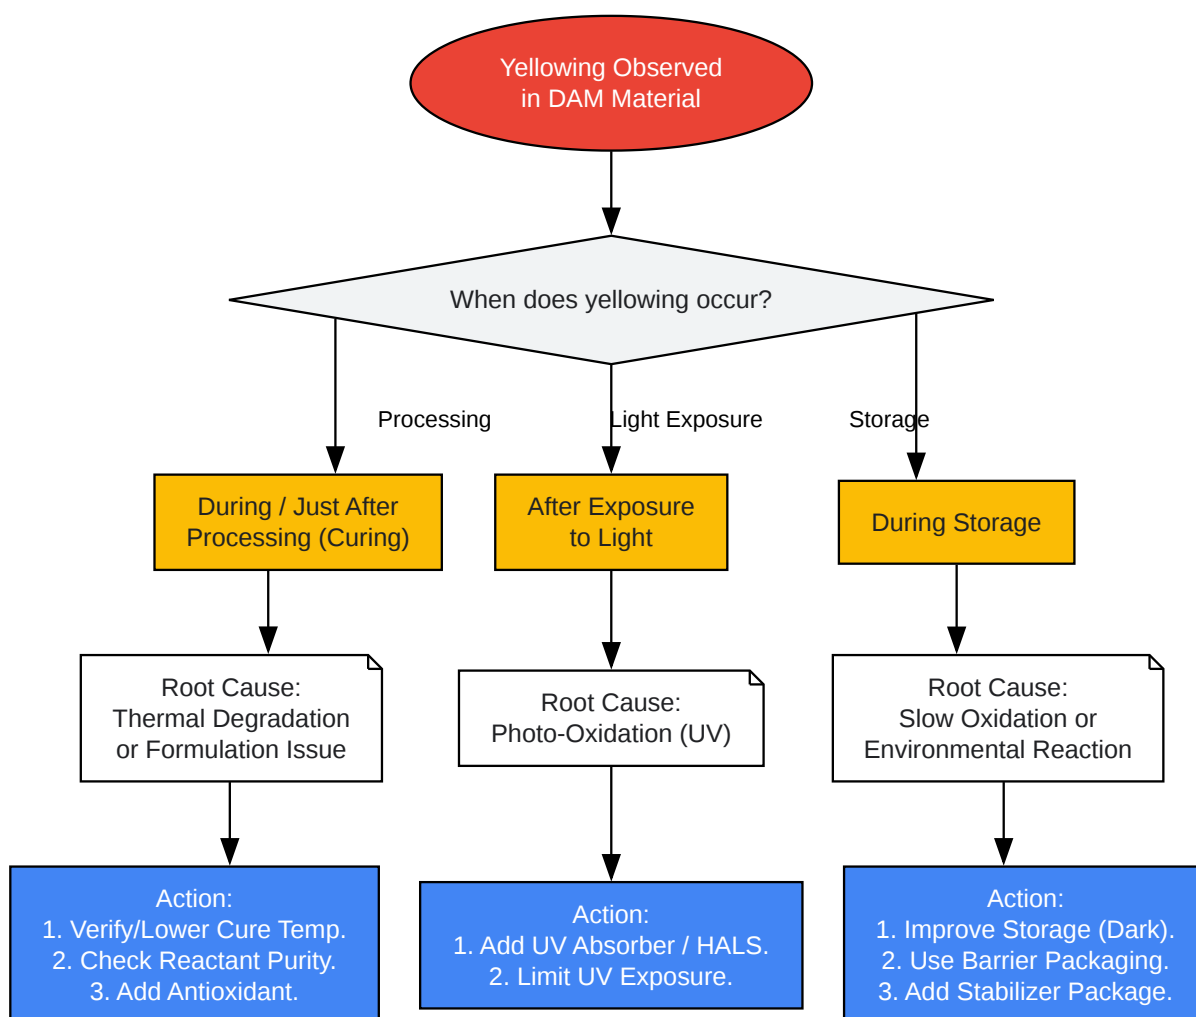 Yellowing Observed
in DAM Material
When does yellowing occur?
Processing
Light Exposure
Storage
During / Just After
Processing (Curing)
After Exposure
to Light
During Storage
Root Cause:
Thermal Degradation
or Formulation Issue
Root Cause:
Photo-Oxidation (UV)
Root Cause:
Slow Oxidation or
Environmental Reaction
Action:
1. Verify/Lower Cure Temp.
2. Check Reactant Purity.
3. Add Antioxidant.
Action:
1. Add UV Absorber / HALS.
2. Limit UV Exposure.
Action:
1. Improve Storage (Dark).
2. Use Barrier Packaging.
3. Add Stabilizer Package.